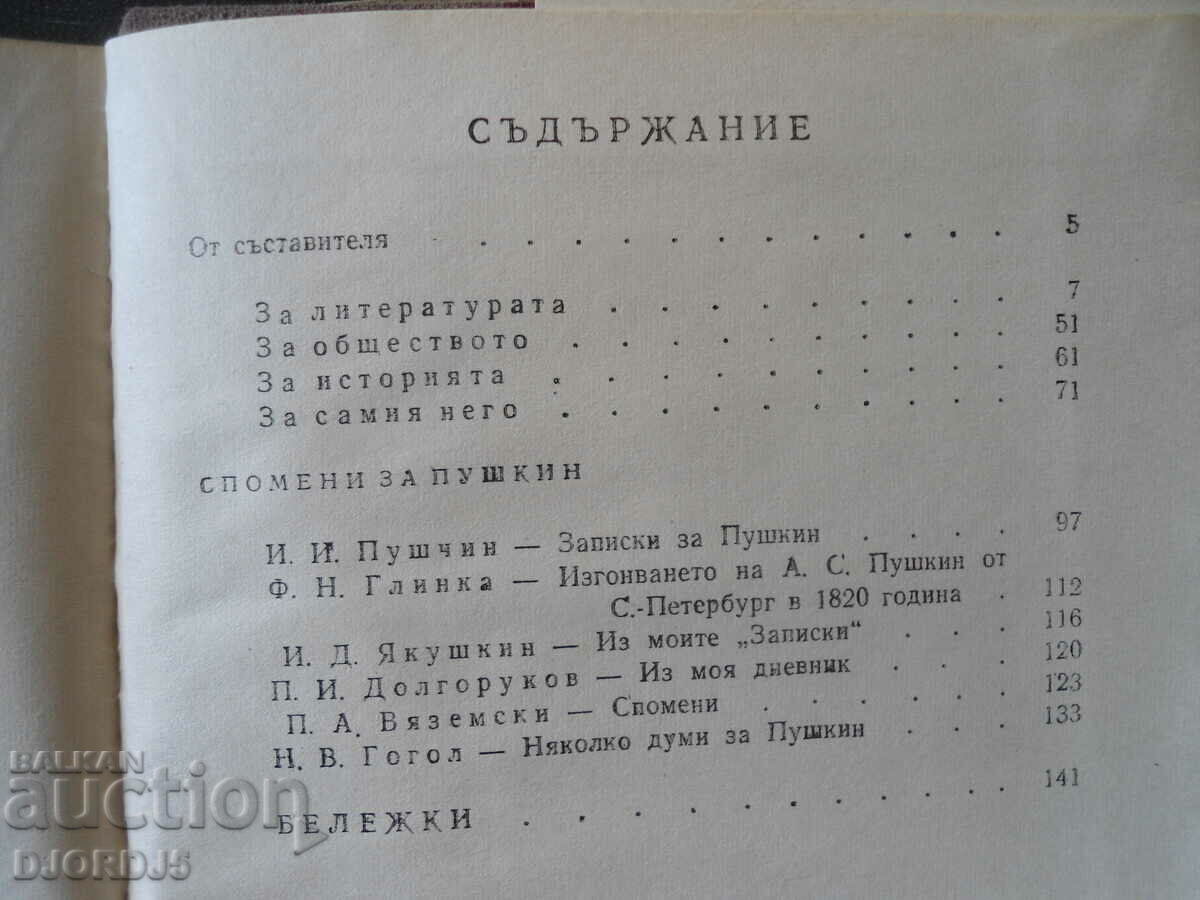 СЪДЪРЖАНИЕ
От съставителя . . . . . . . . . . . . 5
За литературата . . . . . . . . . 7
За обществото . . . . . . . . . 51
За историята . . . . . . . . . 61
За самия него . . . . . . . . . 71
СПОМЕНИ ЗА ПУШКИН
И. И. Пушчин — Записки за Пушкин . . . . 97
Ф. Н. Глинка — Изгонването на А. С. Пушкин от
С.-Петербург в 1820 година . 112
И. Д. Якушкин — Из моите „Записки“ . . . 116
П. И. Долгоруков — Из моя дневник . . . 120
П. А. Вяземски — Спомени . . . . . . 123
Н. В. Гогол — Няколко думи за Пушкин . . . 133
БЕЛЕЖКИ . . . . . . . . . . 141
BALKAN
auction
DJORDJ5